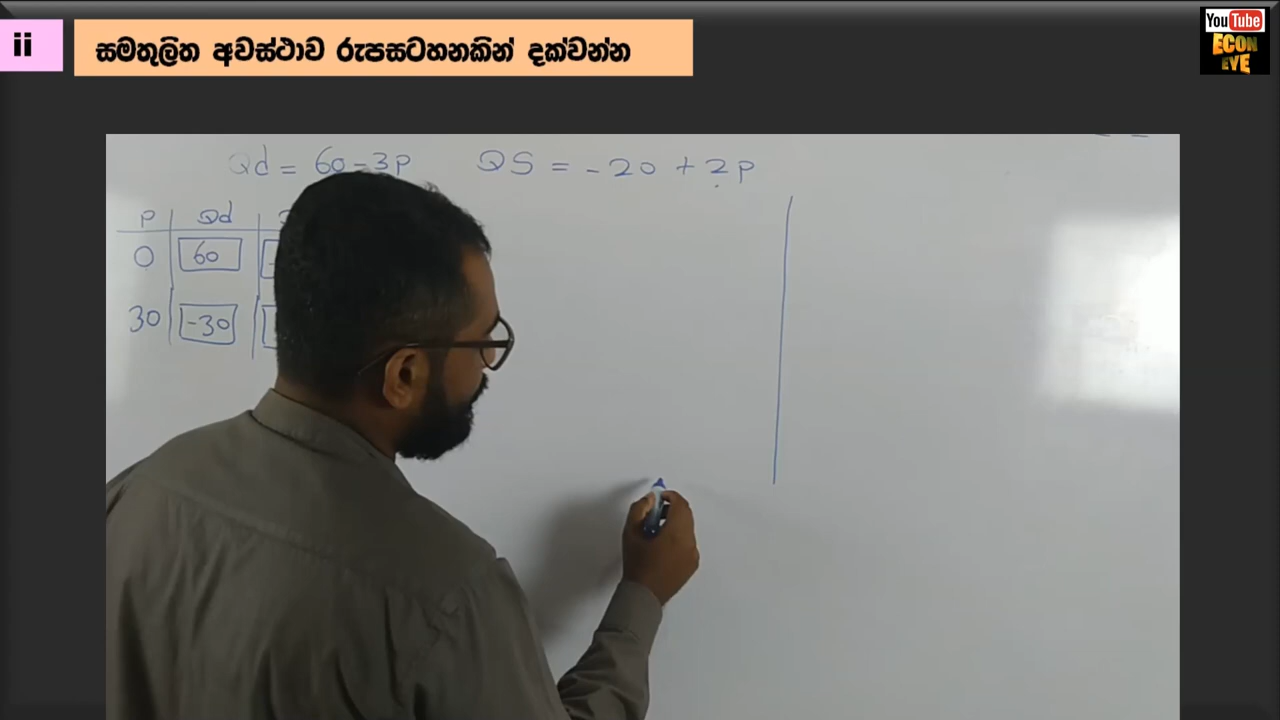 ii
සමතුලිත අවස්ථාව රුපසටහනකින් දක්වන්න
YouTube
ECON
EYE
Qd = 60 - 3P QS = -20 + 2P
P Qd
0 60
30 -30